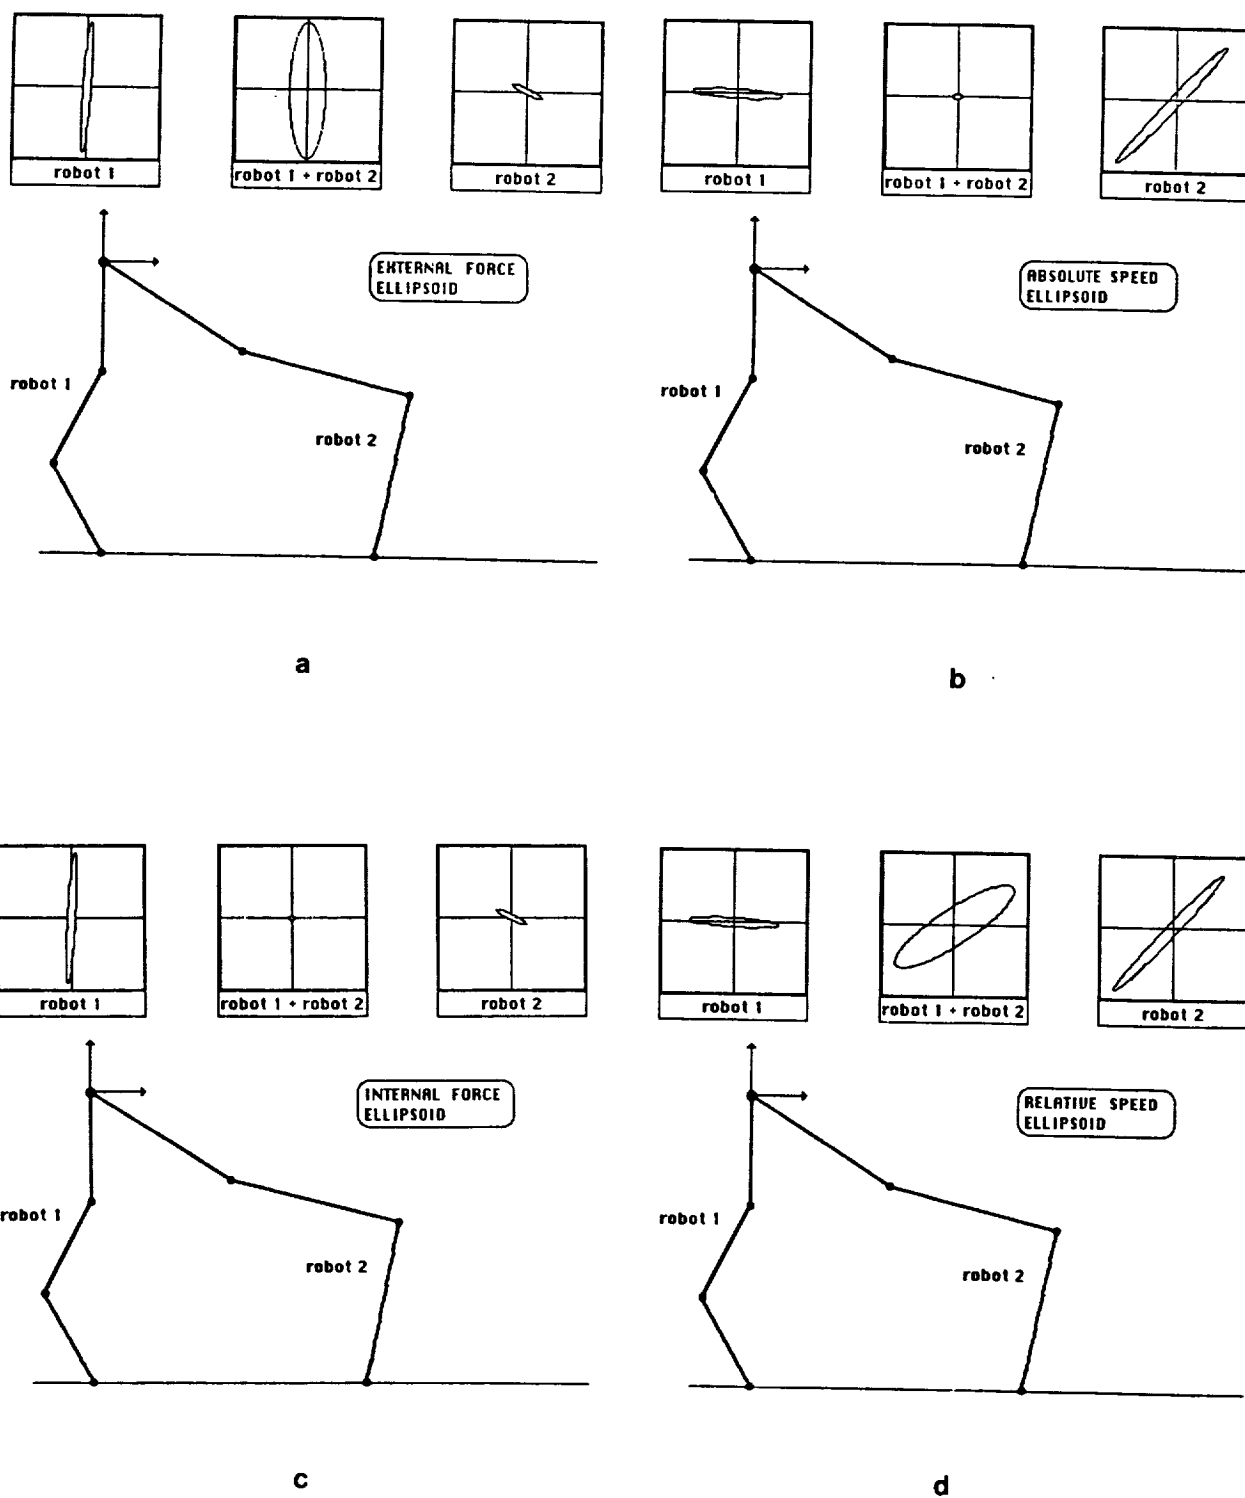 robot 1
robot 1 + robot 2
robot 2
robot 1
robot 1 + robot 2
robot 2
EXTERNAL FORCE
ELLIPSOID
ABSOLUTE SPEED
ELLIPSOID
robot 1
robot 2
robot 1
robot 2
a
b
robot 1
robot 1 + robot 2
robot 2
robot 1
robot 1 + robot 2
robot 2
INTERNAL FORCE
ELLIPSOID
RELATIVE SPEED
ELLIPSOID
robot 1
robot 2
robot 1
robot 2
c
d